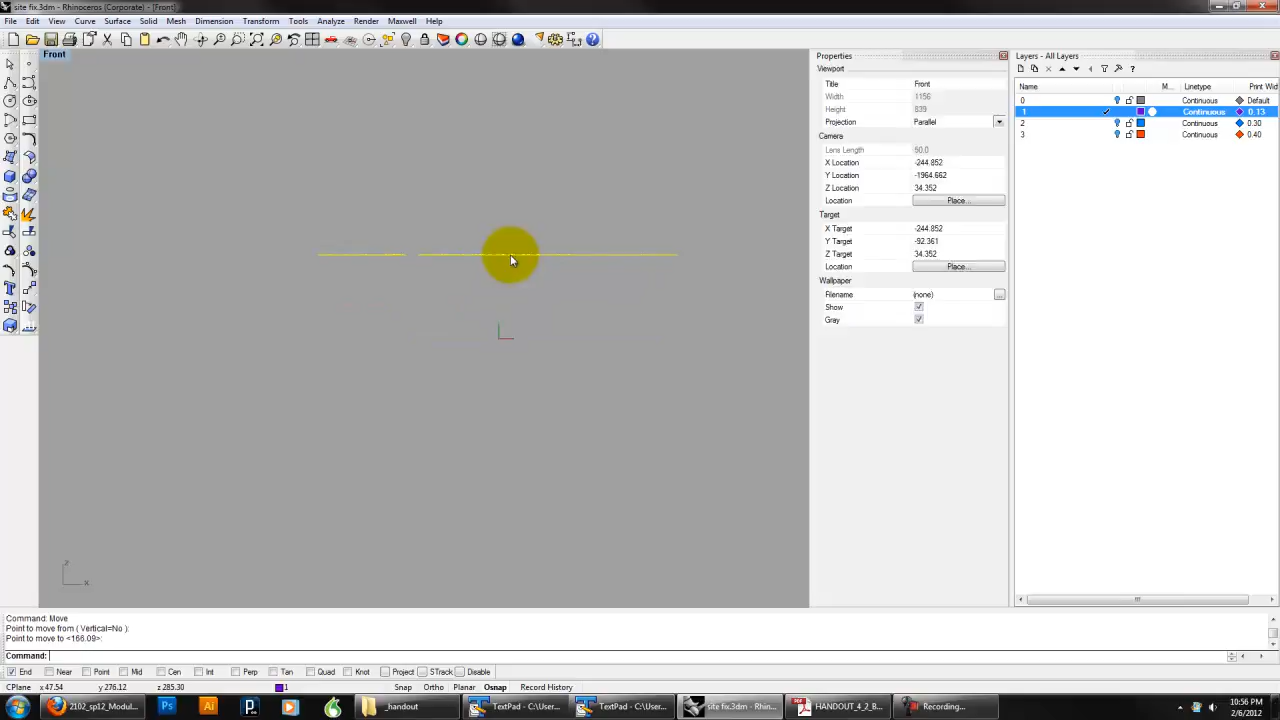 site fix.3dm - Rhinoceros (Corporate) - [Front]
File Edit View Curve Surface Solid Mesh Dimension Transform Tools Analyze Render Maxwell Help
Front
Properties
Viewport
Title Front
Width 1156
Height 839
Projection Parallel
Camera
Lens Length 50.0
X Location -244.852
Y Location -1964.662
Z Location 34.352
Location Place...
Target
X Target -244.852
Y Target -92.361
Z Target 34.352
Location Place...
Wallpaper
Filename (none) ...
Show
Gray
Layers - All Layers
Name M... Linetype Print Wid
0 Continuous Default
1 Continuous 0.13
2 Continuous 0.30
3 Continuous 0.40
z
x
Command: Move
Point to move from ( Vertical=No ):
Point to move to <166.09>:
Command:
End Near Point Mid Cen Int Perp Tan Quad Knot Project STrack Disable
CPlane x 47.54 y 276.12 z 285.30 1 Snap Ortho Planar Osnap Record History
2102_sp12_Modul... Ps Ai _handout TextPad - C:\Use... TextPad - C:\Use... site fix.3dm - Rhin... HANDOUT_4_2_B... Recording...
10:56 PM
2/6/2012